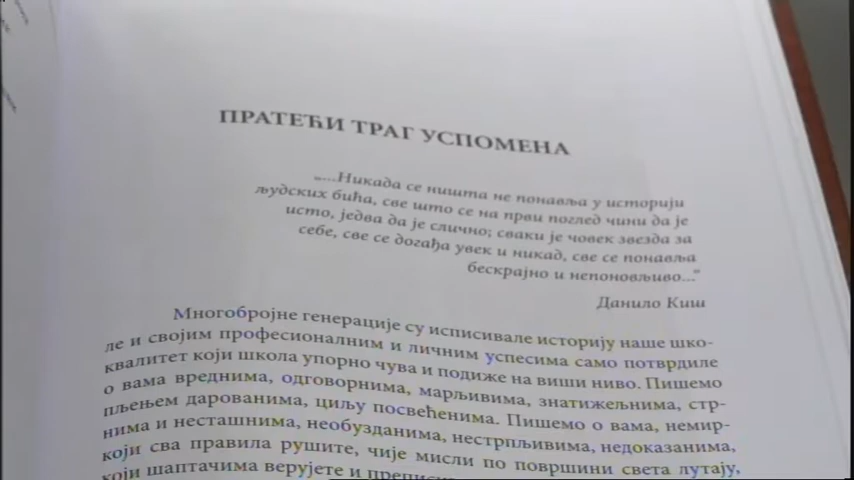 ПРАТЕЋИ ТРАГ УСПОМЕНА
„....Никада се ништа не понавља у историји
људских бића, све што се на први поглед чини да је
исто, једва да је слично; сваки је човек звезда за
себе, све се догађа увек и никад, све се понавља
бескрајно и непоновљиво..."
Данило Киш
Многобројне генерације су исписивале историју наше шко-
ле и својим професионалним и личним успесима само потврдиле
квалитет који школа упорно чува и подиже на виши ниво. Пишемо
о вама вреднима, одговорнима, марљивима, знатижељнима, стр-
пљењем дарованима, циљу посвећенима. Пишемо о вама, немир-
нима и несташнима, необузданима, нестрпљивима, недоказанима,
који сва правила рушите, чије мисли по површини света лутају,
који шаптачима верујете и